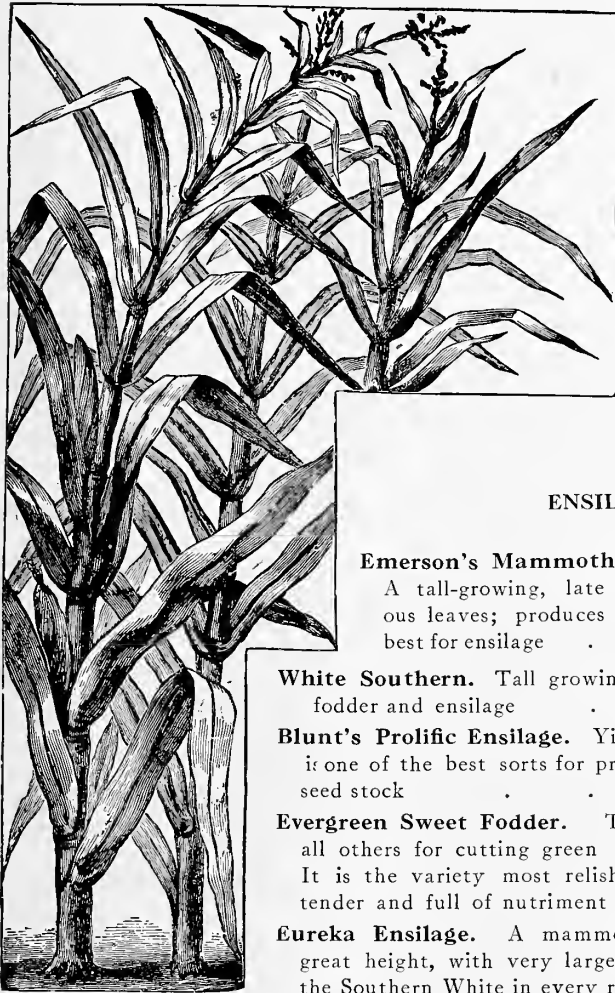 ENSIL
Emerson's Mammoth
A tall-growing, late
ous leaves; produces
best for ensilage .
White Southern. Tall growin
fodder and ensilage .
Blunt's Prolific Ensilage. Yi
is one of the best sorts for pr
seed stock . .
Evergreen Sweet Fodder. T
all others for cutting green
It is the variety most relish
tender and full of nutriment
Eureka Ensilage. A mammo
great height, with very large
the Southern White in every r